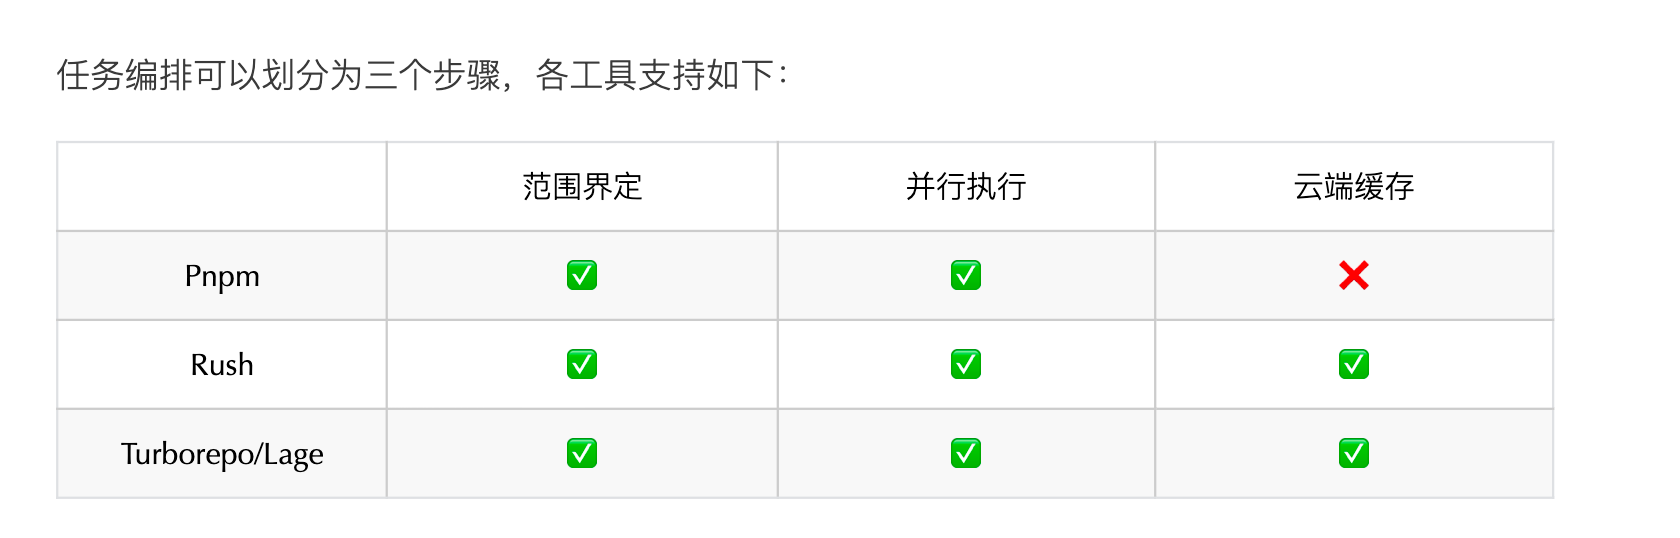 任务编排可以划分为三个步骤，各工具支持如下：
范围界定 并行执行 云端缓存
Pnpm ✅ ✅ ❌
Rush ✅ ✅ ✅
Turborepo/Lage ✅ ✅ ✅